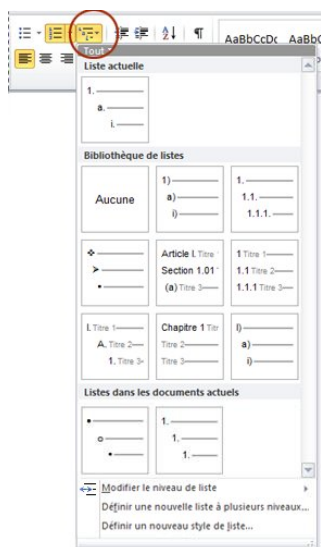 AaBbCcDc AaBbC
Tout
Liste actuelle
1.
a.
i.
Bibliothèque de listes
Aucune
1)
a)
i)
1.
1.1.
1.1.1.
Article I. Titre
Section 1.01
(a) Titre 3
1 Titre 1
1.1 Titre 2
1.1.1 Titre 3
I. Titre 1
A. Titre 2
1. Titre 3
Chapitre 1 Titr
Titre 2
Titre 3
I)
a)
i)
Listes dans les documents actuels
1.
1.
1.
Modifier le niveau de liste
Définir une nouvelle liste à plusieurs niveaux...
Définir un nouveau style de liste...